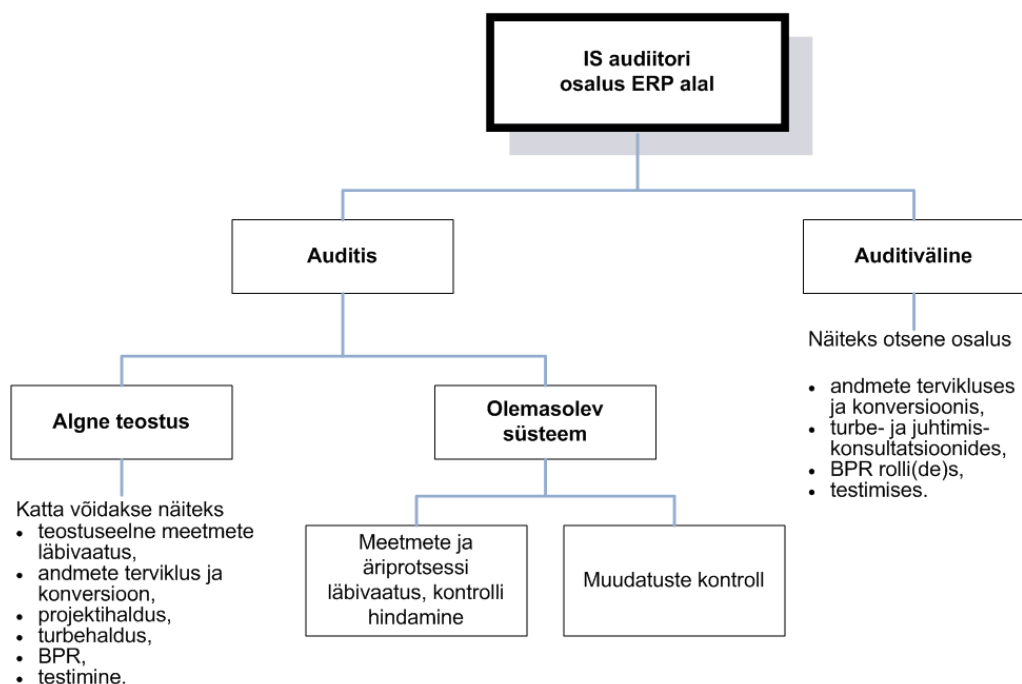 IS audiitori
osalus ERP alal
Auditis
Auditiväline
Näiteks otsene osalus
• andmete tervikluses
ja konversioonis,
• turbe- ja juhtimis-
konsultatsioonides,
• BPR rolli(de)s,
• testimises.
Algne teostus
Olemasolev
süsteem
Katta võidakse näiteks
• teostuseelne meetmete
läbivaatus,
• andmete terviklus ja
konversioon,
• projektihaldus,
• turbehaldus,
• BPR,
• testimine.
Meetmete ja
äriprotsessi
läbivaatus, kontrolli
hindamine
Muudatuste kontroll